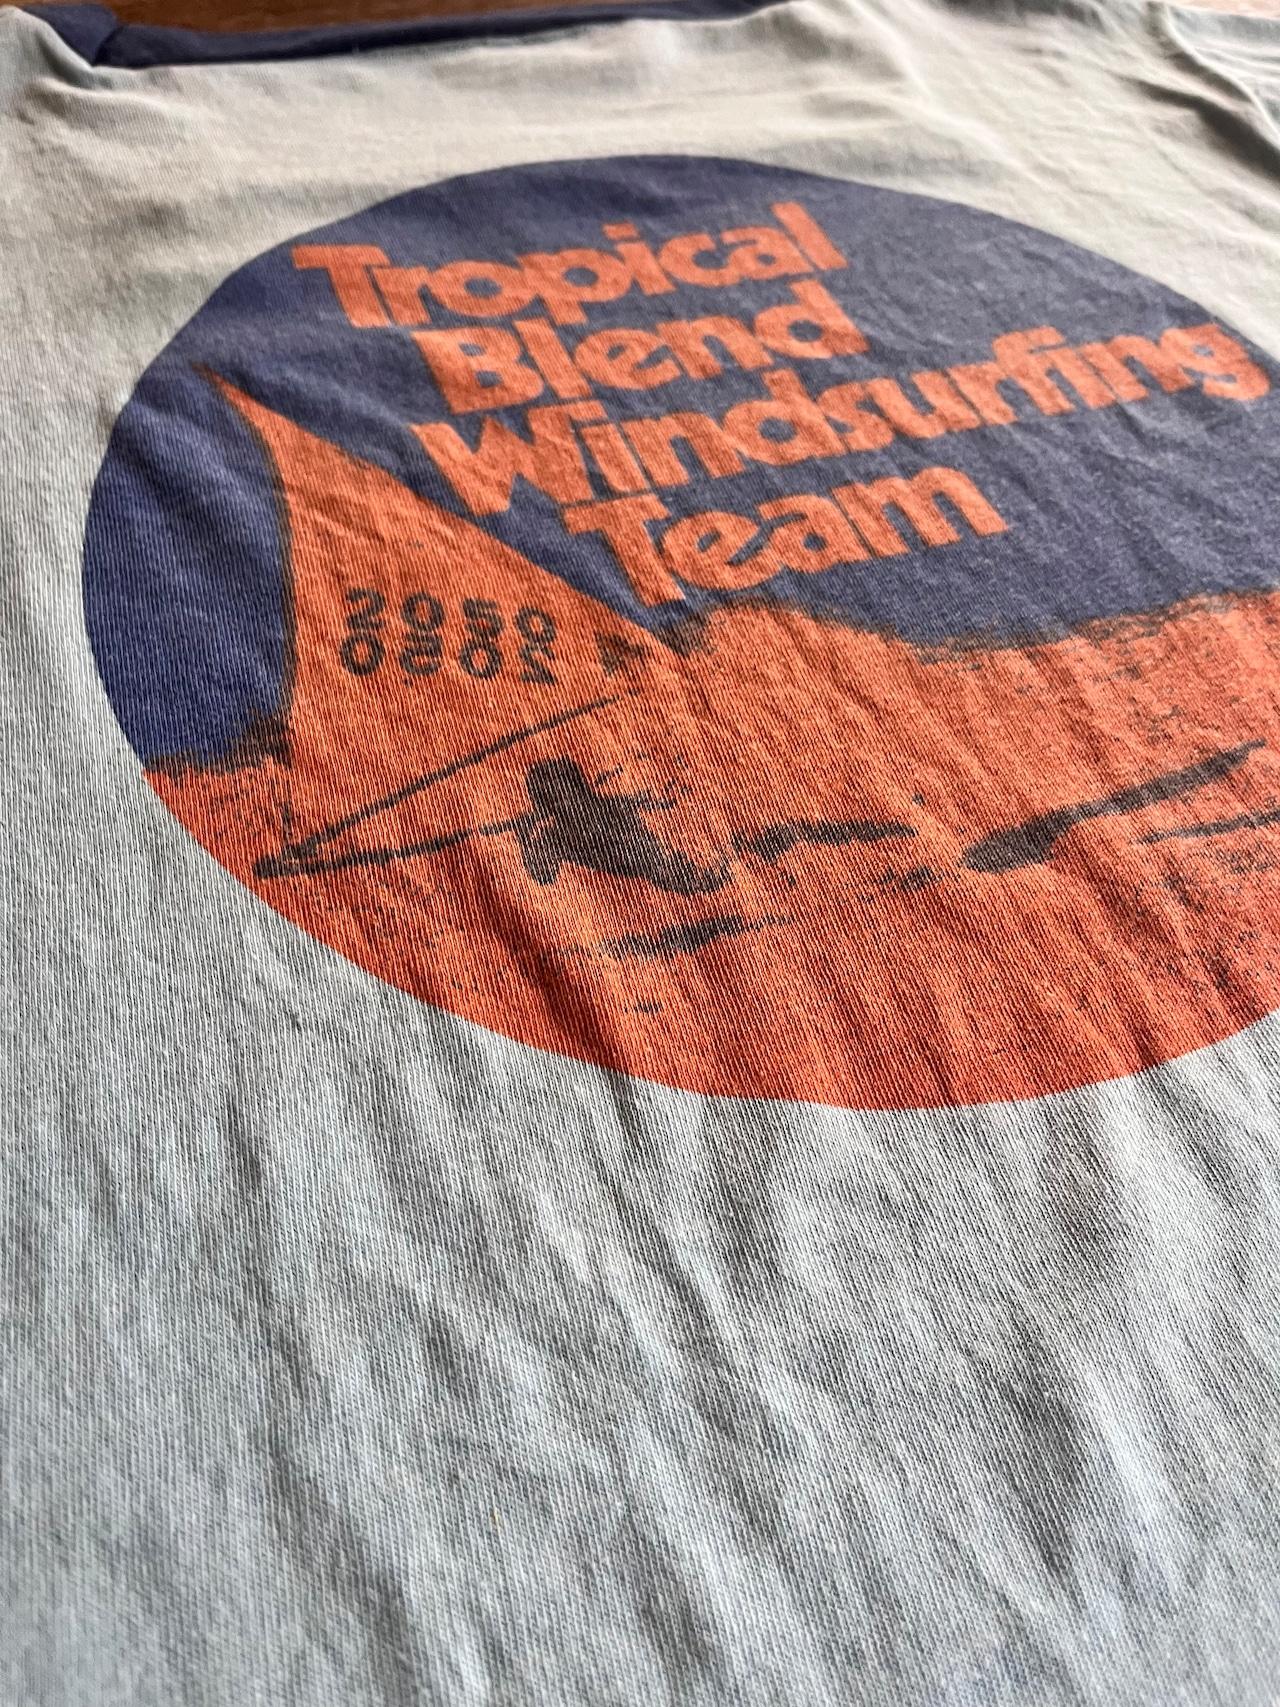 Tropical
Blend
Windsurfing
Team
2050